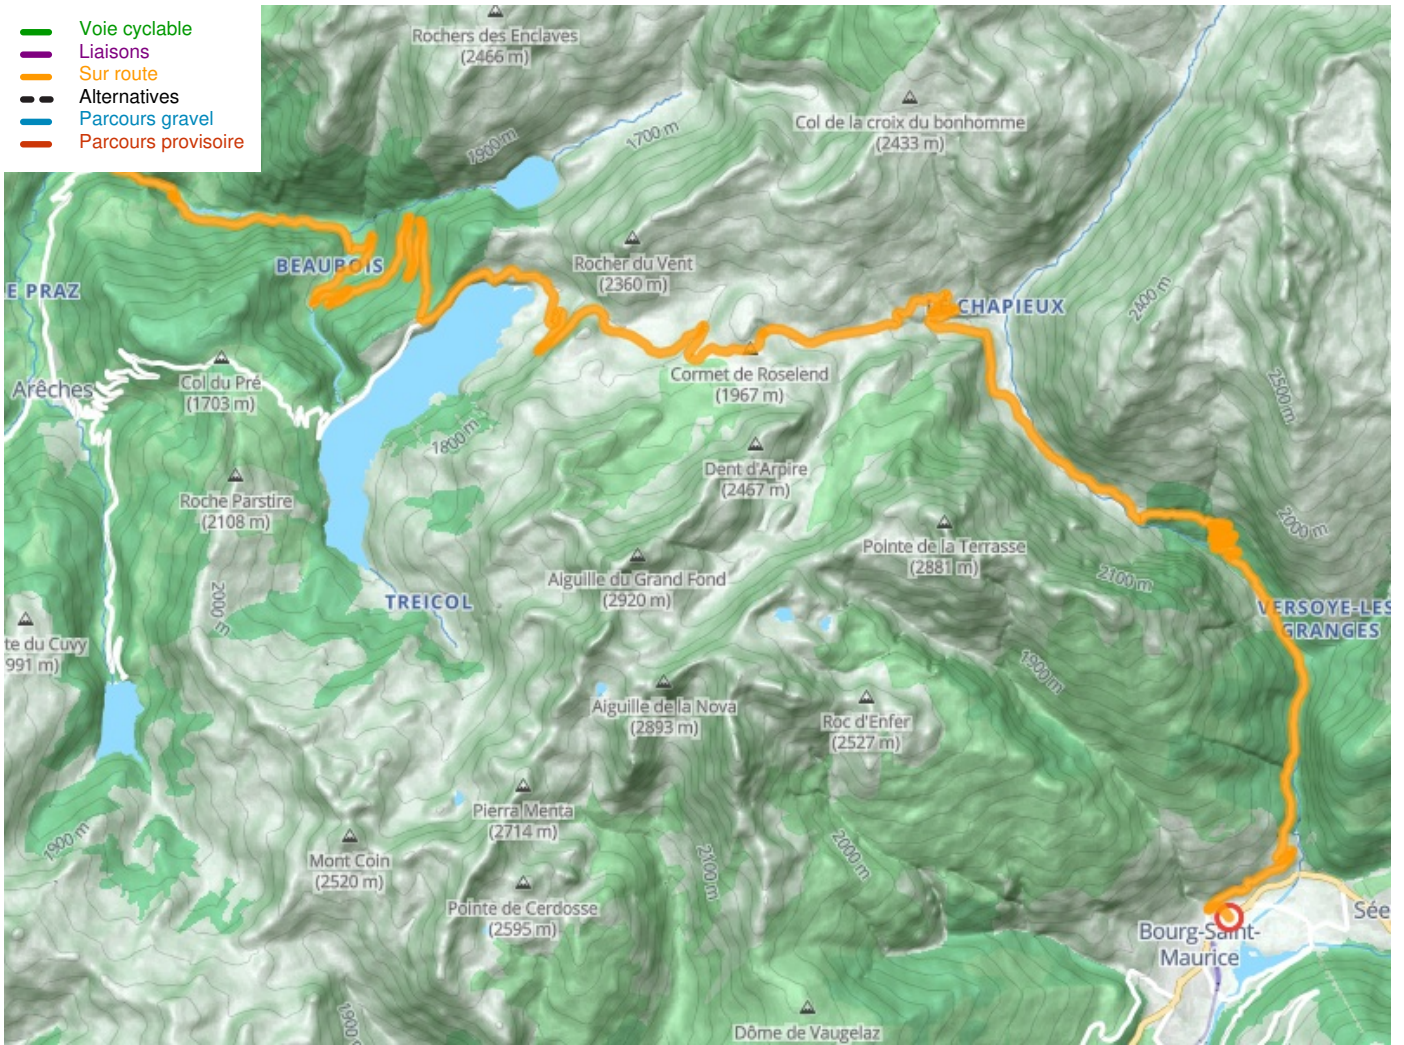 Voie cyclable
Liaisons
Sur route
Alternatives
Parcours gravel
Parcours provisoire
Rochers des Enclaves
(2466 m)
Col de la croix du bonhomme
(2433 m)
1900 m
1700 m
Rocher du Vent
(2360 m)
BEAUBOIS
E PRAZ
CHAPIEUX
2400 m
Cormet de Roselend
(1967 m)
Col du Pré
(1703 m)
Arêches
2500 m
1800 m
Dent d'Arpire
(2467 m)
Roche Parstire
(2108 m)
2000 m
Pointe de la Terrasse
(2881 m)
2100 m
Aiguille du Grand Fond
(2920 m)
TREICOL
2000 m
VERSOYE-LES
GRANGES
te du Cuvy
991 m)
1900 m
Aiguille de la Nova
(2893 m)
Roc d'Enfer
(2527 m)
Pierra Menta
(2714 m)
1900 m
Mont Coin
(2520 m)
2100 m
2000 m
Pointe de Cerdosse
(2595 m)
Sée
Bourg-Saint-
Maurice
1900 m
Dôme de Vaugelaz